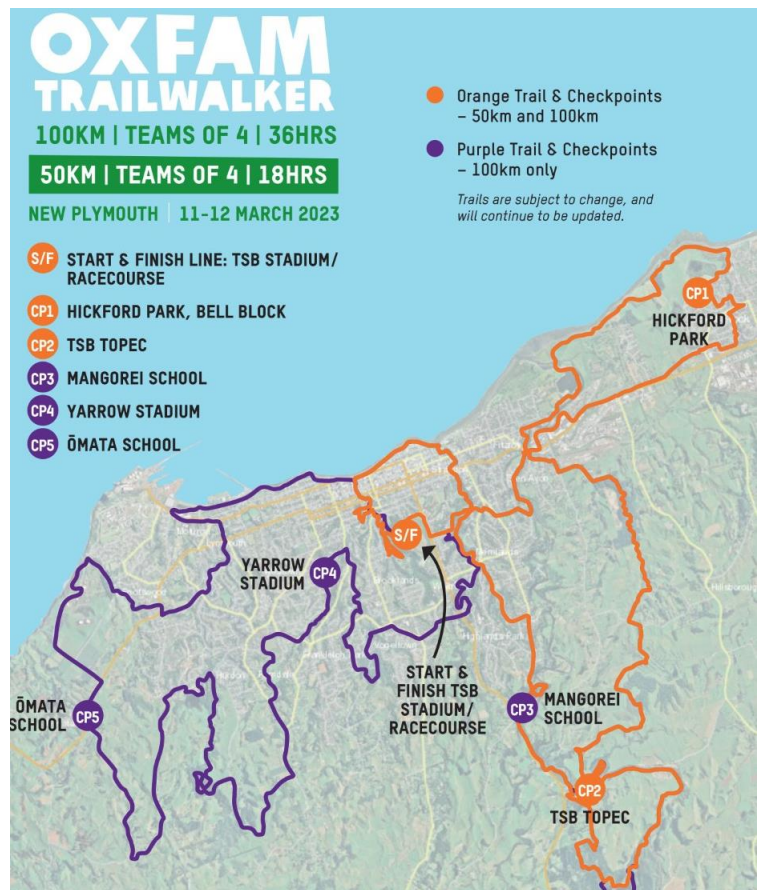 OXFAM
TRAILWALKER
100KM | TEAMS OF 4 | 36HRS
50KM | TEAMS OF 4 | 18HRS
NEW PLYMOUTH | 11-12 MARCH 2023
S/F START & FINISH LINE: TSB STADIUM/
RACECOURSE
CP1 HICKFORD PARK, BELL BLOCK
CP2 TSB TOPEC
CP3 MANGOREI SCHOOL
CP4 YARROW STADIUM
CP5 ŌMATA SCHOOL
Orange Trail & Checkpoints
– 50km and 100km
Purple Trail & Checkpoints
– 100km only
Trails are subject to change, and
will continue to be updated.
CP1
HICKFORD
PARK
S/F
YARROW
STADIUM
CP4
START &
FINISH TSB
STADIUM/
RACECOURSE
ŌMATA
SCHOOL
CP5
CP3
MANGOREI
SCHOOL
CP2
TSB TOPEC